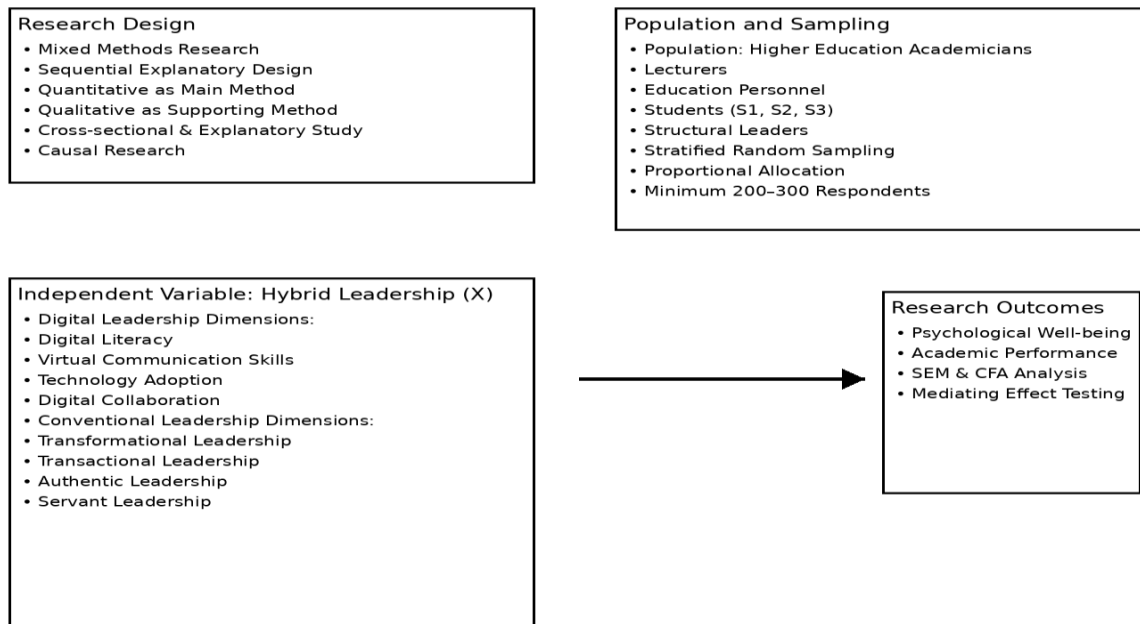 Research Design
• Mixed Methods Research
• Sequential Explanatory Design
• Quantitative as Main Method
• Qualitative as Supporting Method
• Cross-sectional & Explanatory Study
• Causal Research
Population and Sampling
• Population: Higher Education Academicians
• Lecturers
• Education Personnel
• Students (S1, S2, S3)
• Structural Leaders
• Stratified Random Sampling
• Proportional Allocation
• Minimum 200–300 Respondents
Independent Variable: Hybrid Leadership (X)
• Digital Leadership Dimensions:
• Digital Literacy
• Virtual Communication Skills
• Technology Adoption
• Digital Collaboration
• Conventional Leadership Dimensions:
• Transformational Leadership
• Transactional Leadership
• Authentic Leadership
• Servant Leadership
Research Outcomes
• Psychological Well-being
• Academic Performance
• SEM & CFA Analysis
• Mediating Effect Testing